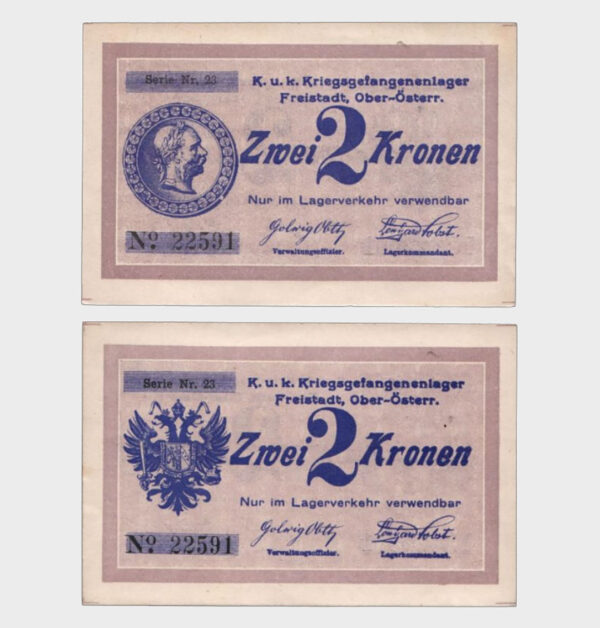 Serie Nr. 23
K. u. k. Kriegsgefangenenlager
Freistadt, Ober-Österr.
Zwei 2 Kronen
Nur im Lagerverkehr verwendbar
No. 22591
Verwaltungsoffizier.
Lagerkommandant.
Serie Nr. 23
K. u. k. Kriegsgefangenenlager
Freistadt, Ober-Österr.
Zwei 2 Kronen
Nur im Lagerverkehr verwendbar
No. 22591
Verwaltungsoffizier.
Lagerkommandant.